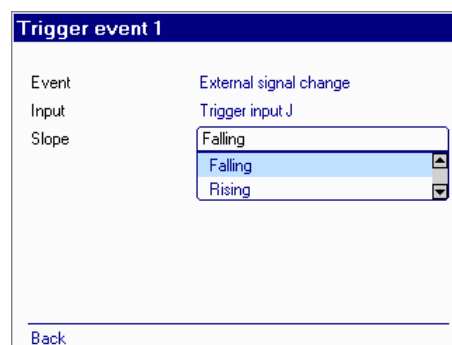 Trigger event 1
Event External signal change
Input Trigger input J
Slope Falling
Falling
Rising
Back